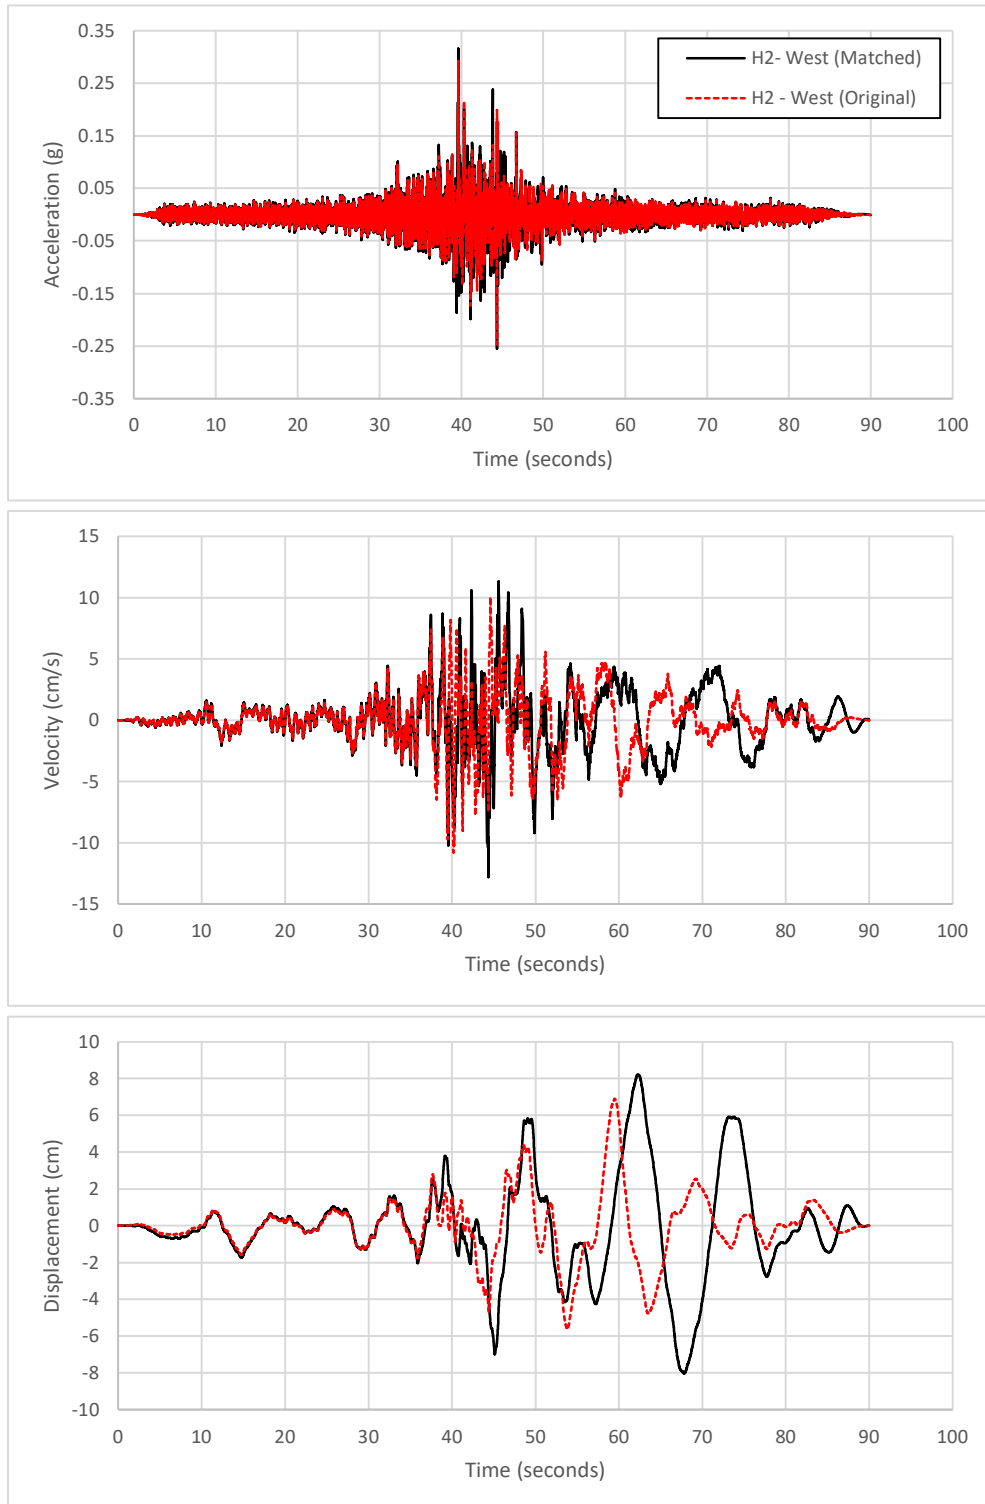 0.35
H2- West (Matched)
0.25
H2 - West (Original)
0.15
0.05
-0.05
-0.15
-0.25
-0.35
Acceleration (g)
0 10 20 30 40 50 60 70 80 90 100
Time (seconds)
15
10
5
0
-5
-10
-15
Velocity (cm/s)
0 10 20 30 40 50 60 70 80 90 100
Time (seconds)
10
8
6
4
2
0
-2
-4
-6
-8
-10
Displacement (cm)
0 10 20 30 40 50 60 70 80 90 100
Time (seconds)